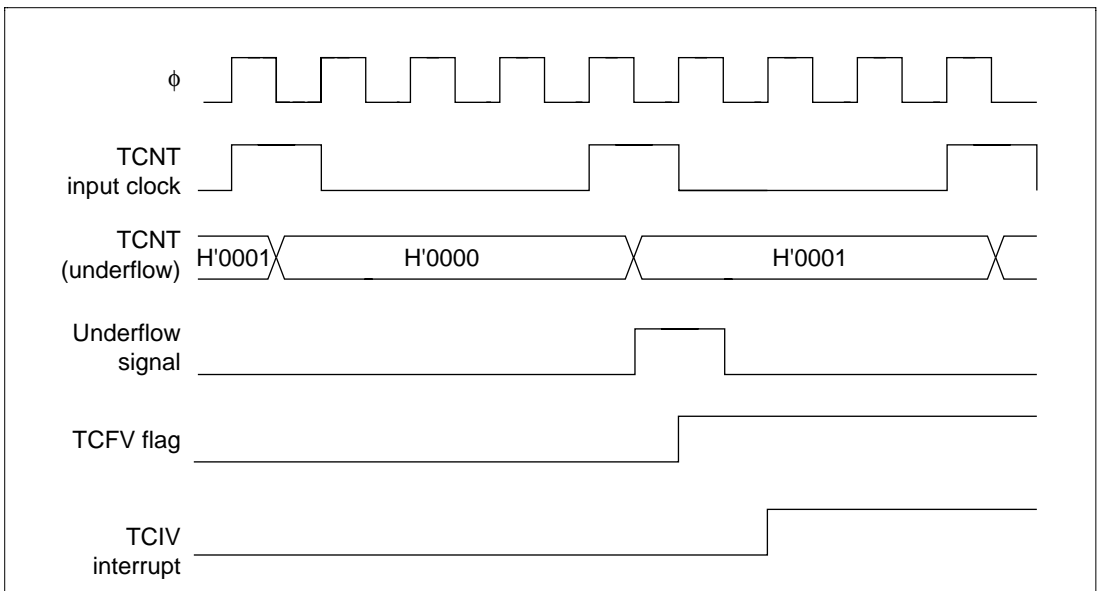 ϕ
TCNT
input clock
TCNT
(underflow)
H'0001
H'0000
H'0001
Underflow
signal
TCFV flag
TCIV
interrupt